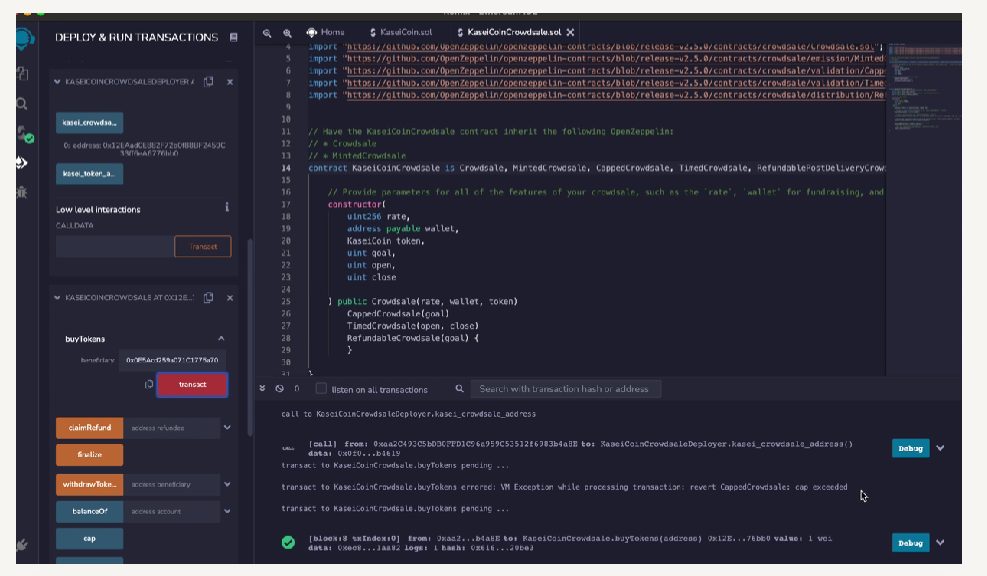 DEPLOY & RUN TRANSACTIONS
KASEICOINCROWDSALEDEPLOYER A
kasei_crowdsa...
0: address:
kasei_token_a...
Low level interactions
CALLDATA
Transact
KASEICOINCROWDSALE AT 0X12E...
buyTokens
beneficiary
transact
claimRefund address refundee
finalize
withdrawToke... address beneficiary
balanceOf address account
cap
Home KaseiCoin.sol KaseiCoinCrowdsale.sol
4 import "https://github.com/OpenZeppelin/openzeppelin-contracts/blob/release-v2.5.0/contracts/crowdsale/Crowdsale.sol";
5 import "https://github.com/OpenZeppelin/openzeppelin-contracts/blob/release-v2.5.0/contracts/crowdsale/emission/Minted
6 import "https://github.com/OpenZeppelin/openzeppelin-contracts/blob/release-v2.5.0/contracts/crowdsale/validation/Capp
7 import "https://github.com/OpenZeppelin/openzeppelin-contracts/blob/release-v2.5.0/contracts/crowdsale/validation/Time
8 import "https://github.com/OpenZeppelin/openzeppelin-contracts/blob/release-v2.5.0/contracts/crowdsale/distribution/Re
9
10
11 // Have the KaseiCoinCrowdsale contract inherit the following OpenZeppelin:
12 // * Crowdsale
13 // * MintedCrowdsale
14 contract KaseiCoinCrowdsale is Crowdsale, MintedCrowdsale, CappedCrowdsale, TimedCrowdsale, RefundablePostDeliveryCrow
15
16 // Provide parameters for all of the features of your crowdsale, such as the `rate`, `wallet` for fundraising, and
17 constructor(
18 uint256 rate,
19 address payable wallet,
20 KaseiCoin token,
21 uint goal,
22 uint open,
23 uint close
24
25 ) public Crowdsale(rate, wallet, token)
26 CappedCrowdsale(goal)
27 TimedCrowdsale(open, close)
28 RefundableCrowdsale(goal) {
29 }
30
31 }
0 listen on all transactions Search with transaction hash or address
call to KaseiCoinCrowdsaleDeployer.kasei_crowdsale_address
[call] from: to: KaseiCoinCrowdsaleDeployer.kasei_crowdsale_address()
data: 0x0f0...b4619
Debug
transact to KaseiCoinCrowdsale.buyTokens pending ...
transact to KaseiCoinCrowdsale.buyTokens errored: VM Exception while processing transaction: revert CappedCrowdsale: cap exceeded
transact to KaseiCoinCrowdsale.buyTokens pending ...
[block:8 txIndex:0] from: 0xaa2...b4a8E to: KaseiCoinCrowdsale.buyTokens(address) 0x12E...76bb0 value: 1 wei
data: 0xec8...1aa82 logs: 1 hash: 0x616...20be3
Debug